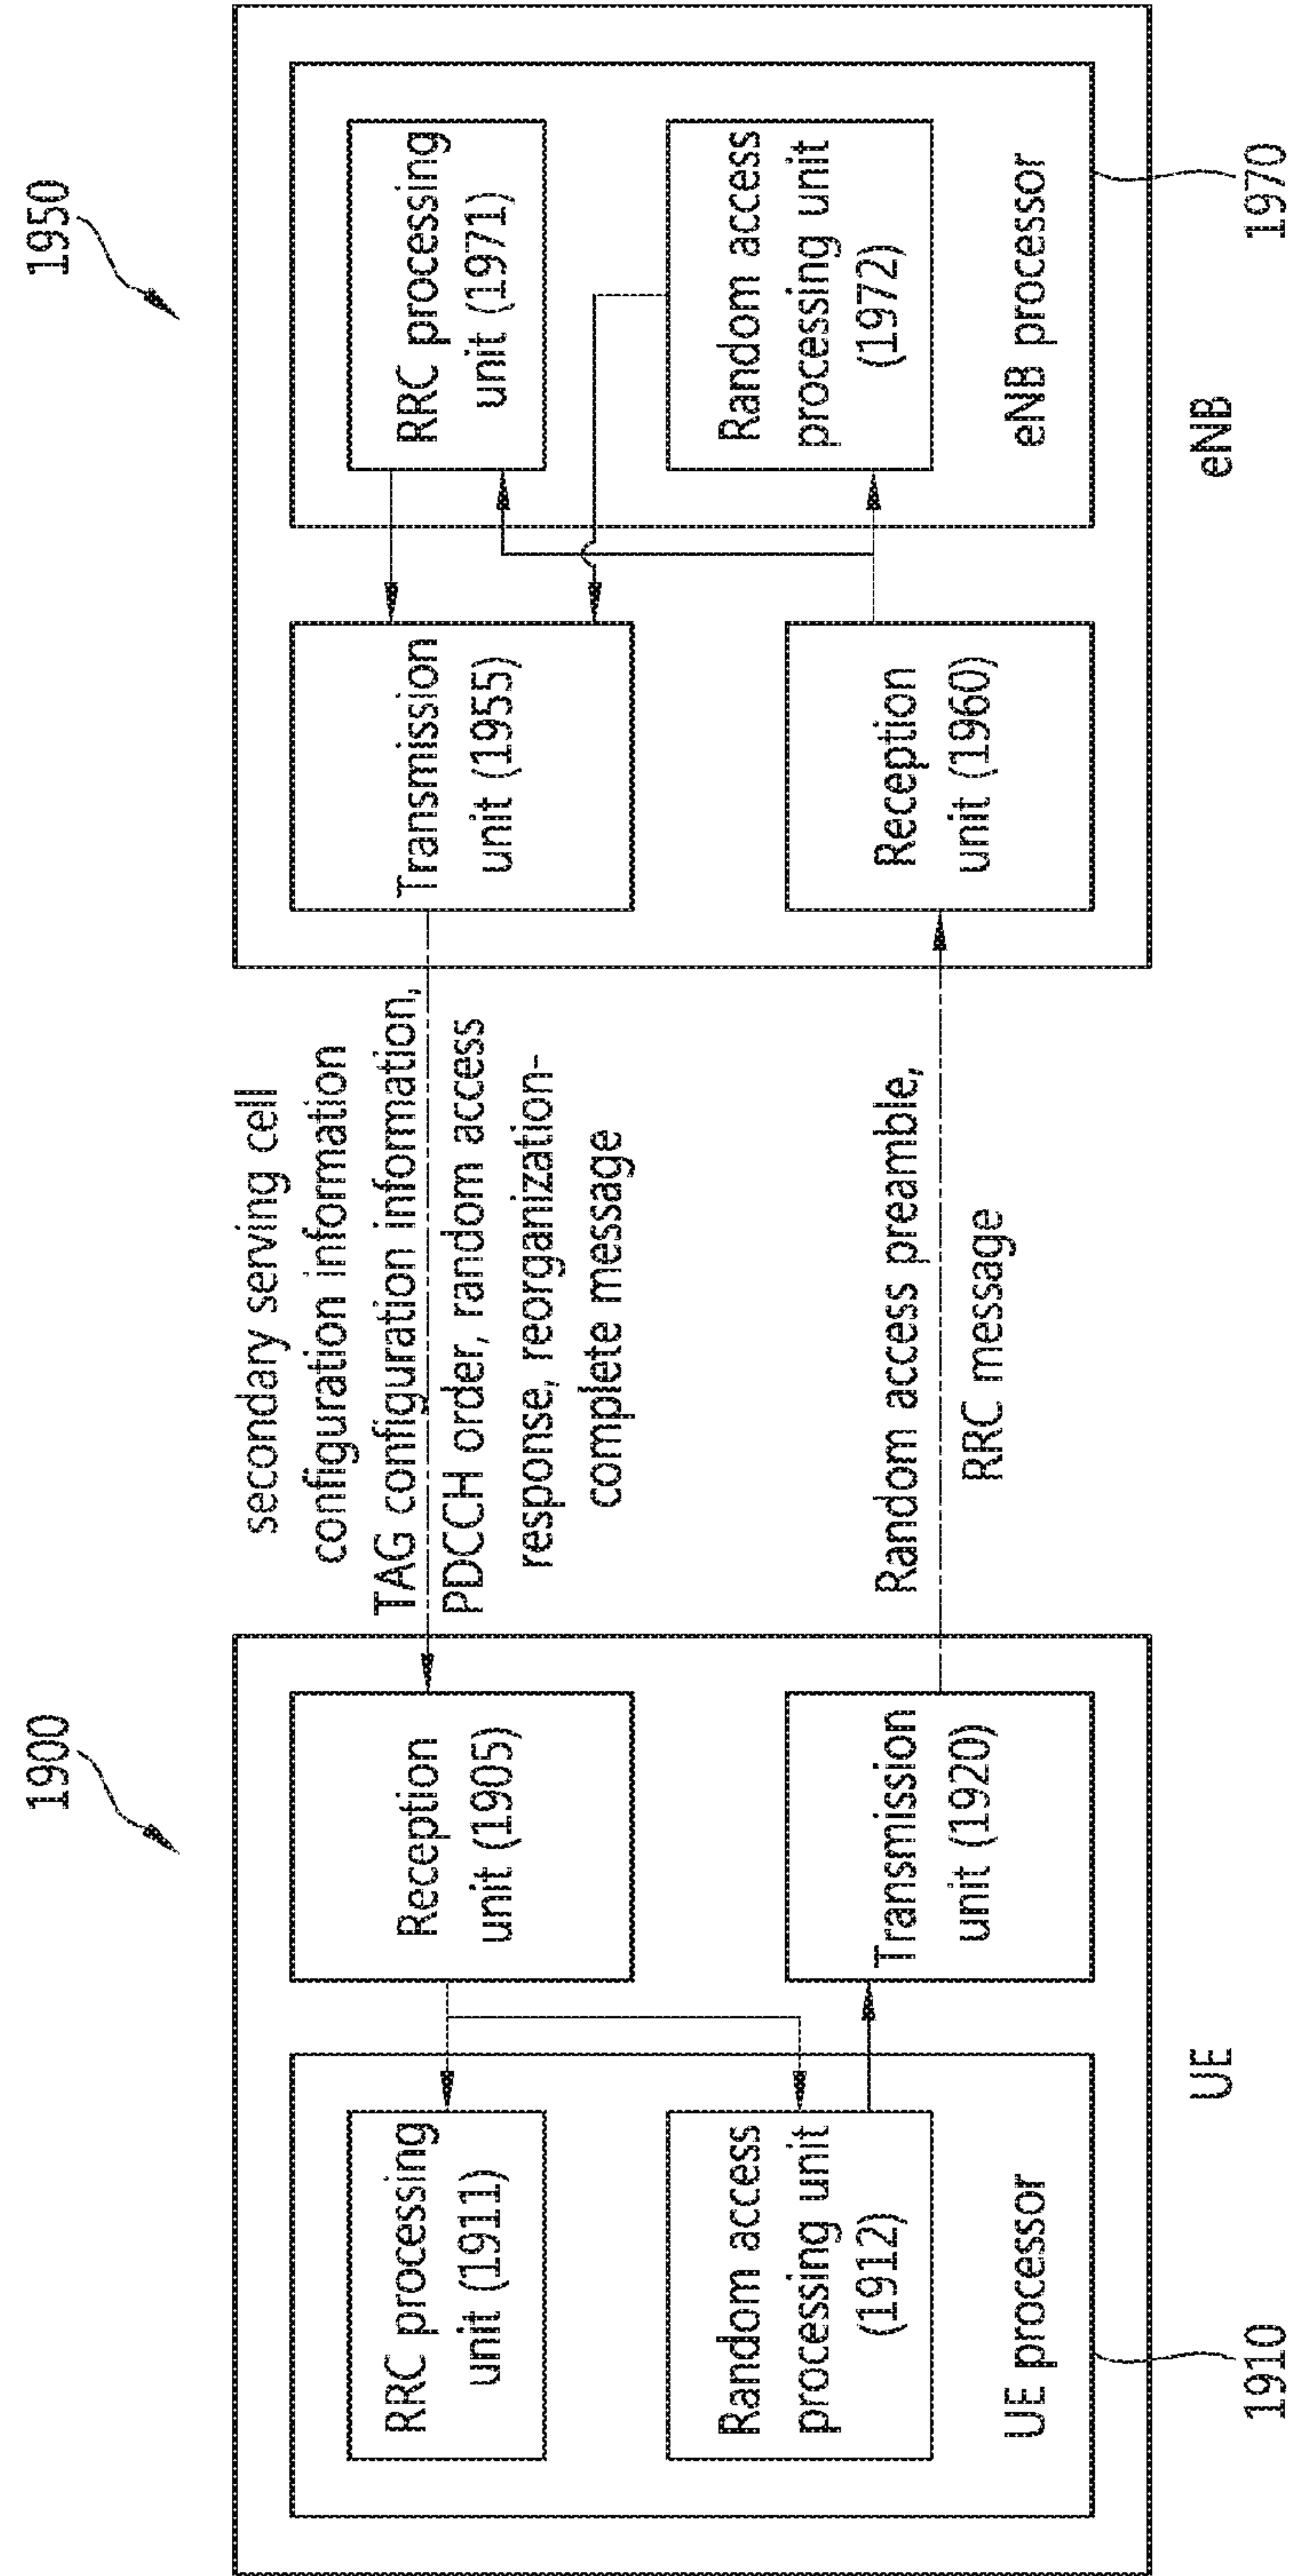 1900
1950
RRC processing
unit (1911)
Random access
processing unit
(1912)
UE processor
1910
Reception
unit (1905)
Transmission
unit (1920)
UE
secondary serving cell
configuration information
TAG configuration information,
PDCCH order, random access
response, reorganization-
complete message
Random access preamble,
RRC message
Transmission
unit (1955)
Reception
unit (1960)
RRC processing
unit (1971)
Random access
processing unit
(1972)
eNB processor
1970
eNB